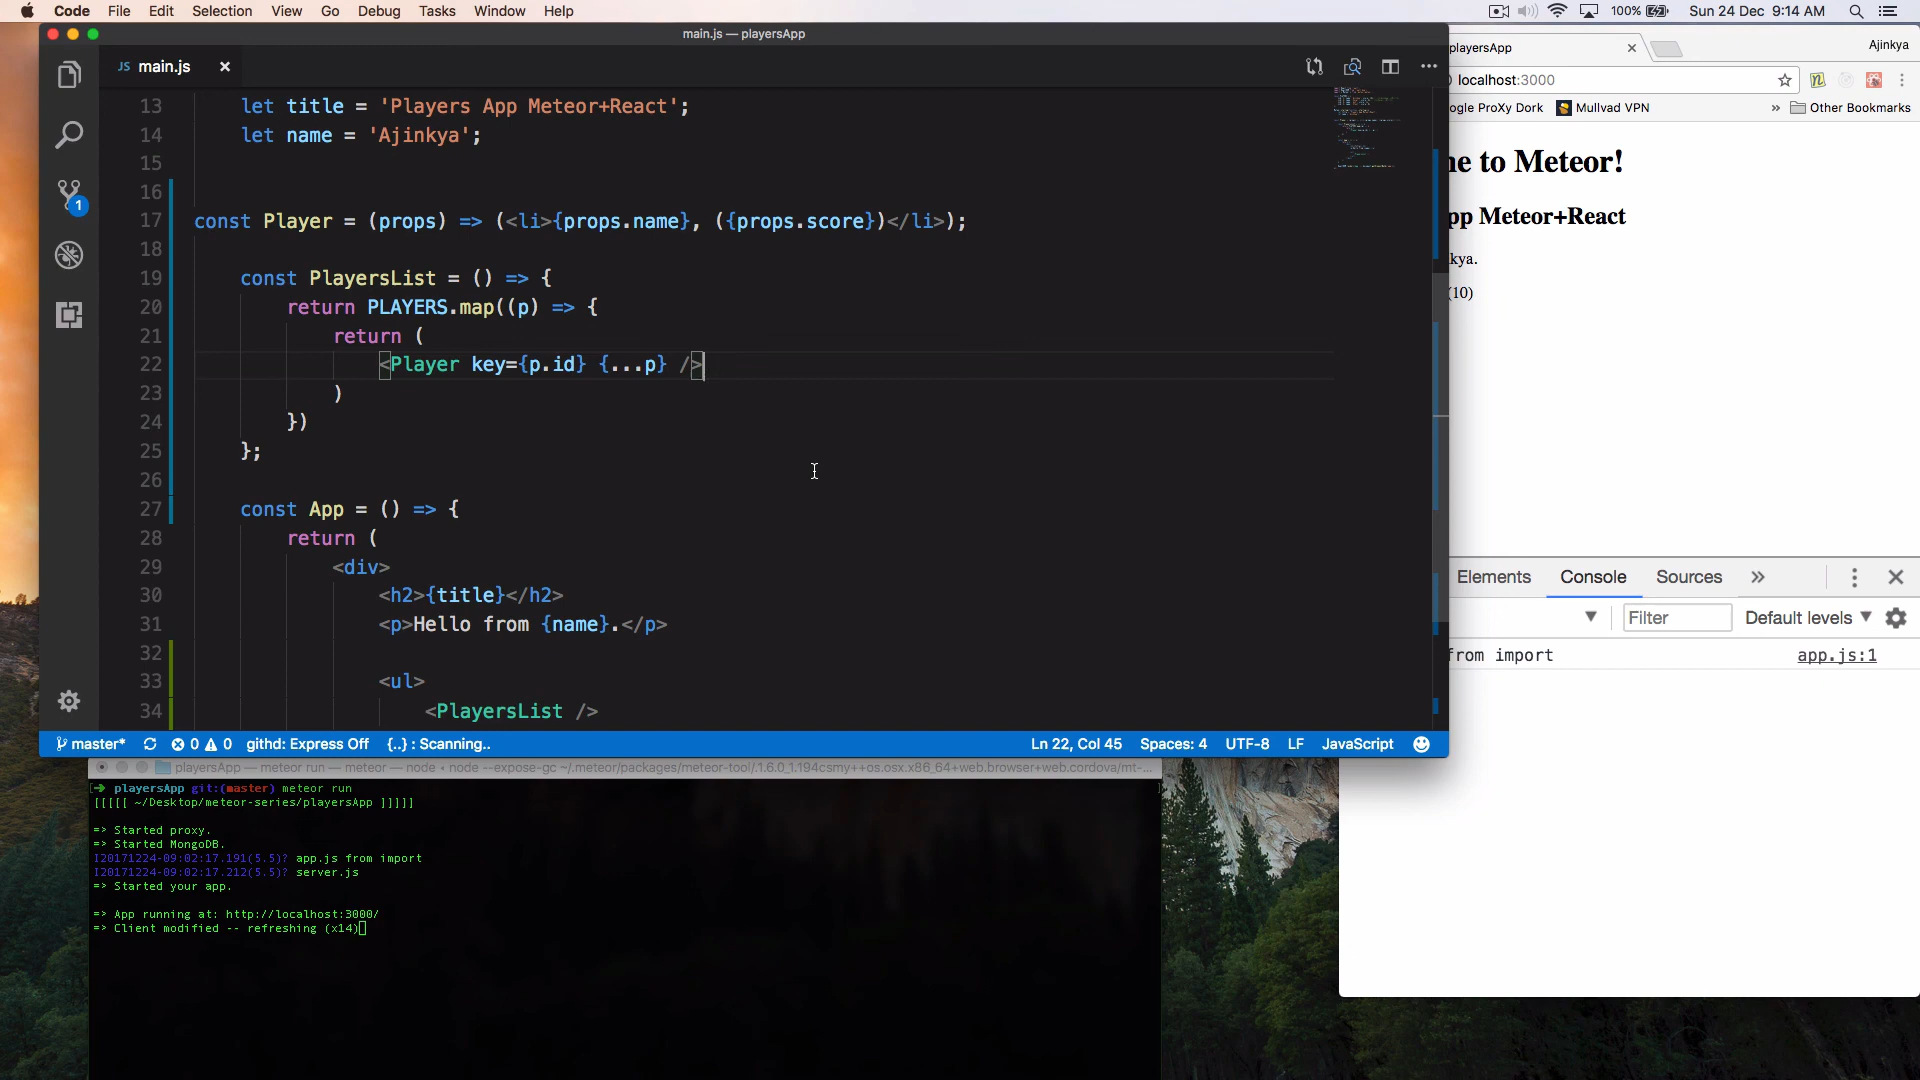 Code File Edit Selection View Go Debug Tasks Window Help
100% Sun 24 Dec 9:14 AM
main.js — playersApp
JS main.js
13 let title = 'Players App Meteor+React';
14 let name = 'Ajinkya';
15
16
17 const Player = (props) => (<li>{props.name}, ({props.score})</li>);
18
19 const PlayersList = () => {
20 return PLAYERS.map((p) => {
21 return (
22 <Player key={p.id} {...p} />
23 )
24 })
25 };
26
27 const App = () => {
28 return (
29 <div>
30 <h2>{title}</h2>
31 <p>Hello from {name}.</p>
32
33 <ul>
34 <PlayersList />
1
master* 0 0 githd: Express Off {..} : Scanning.. Ln 22, Col 45 Spaces: 4 UTF-8 LF JavaScript
playersApp — meteor run — meteor — node ◂ node --expose-gc ~/.meteor/packages/meteor-tool/.1.6.0_1.194csmy++os.osx.x86_64+web.browser+web.cordova/mt-...
[➜ playersApp git:(master) meteor run
[[[[[ ~/Desktop/meteor-series/playersApp ]]]]]
=> Started proxy.
=> Started MongoDB.
I20171224-09:02:17.191(5.5)? app.js from import
I20171224-09:02:17.212(5.5)? server.js
=> Started your app.
=> App running at: http://localhost:3000/
=> Client modified -- refreshing (x14)
playersApp Ajinkya
localhost:3000
ogle ProXy Dork Mullvad VPN » Other Bookmarks
ne to Meteor!
pp Meteor+React
kya.
(10)
Elements Console Sources »
Filter Default levels ▼
from import app.js:1